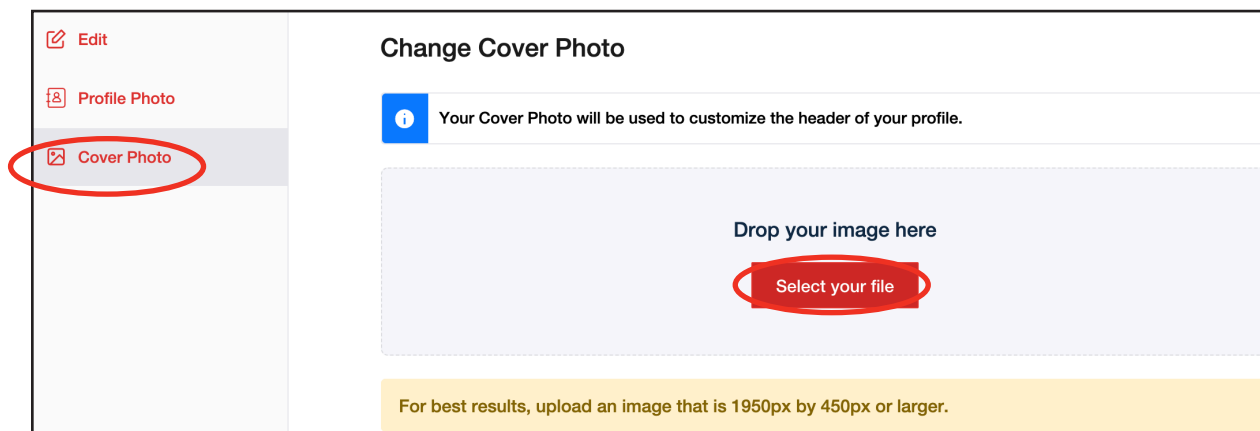 Edit
Profile Photo
Cover Photo
Change Cover Photo
Your Cover Photo will be used to customize the header of your profile.
Drop your image here
Select your file
For best results, upload an image that is 1950px by 450px or larger.